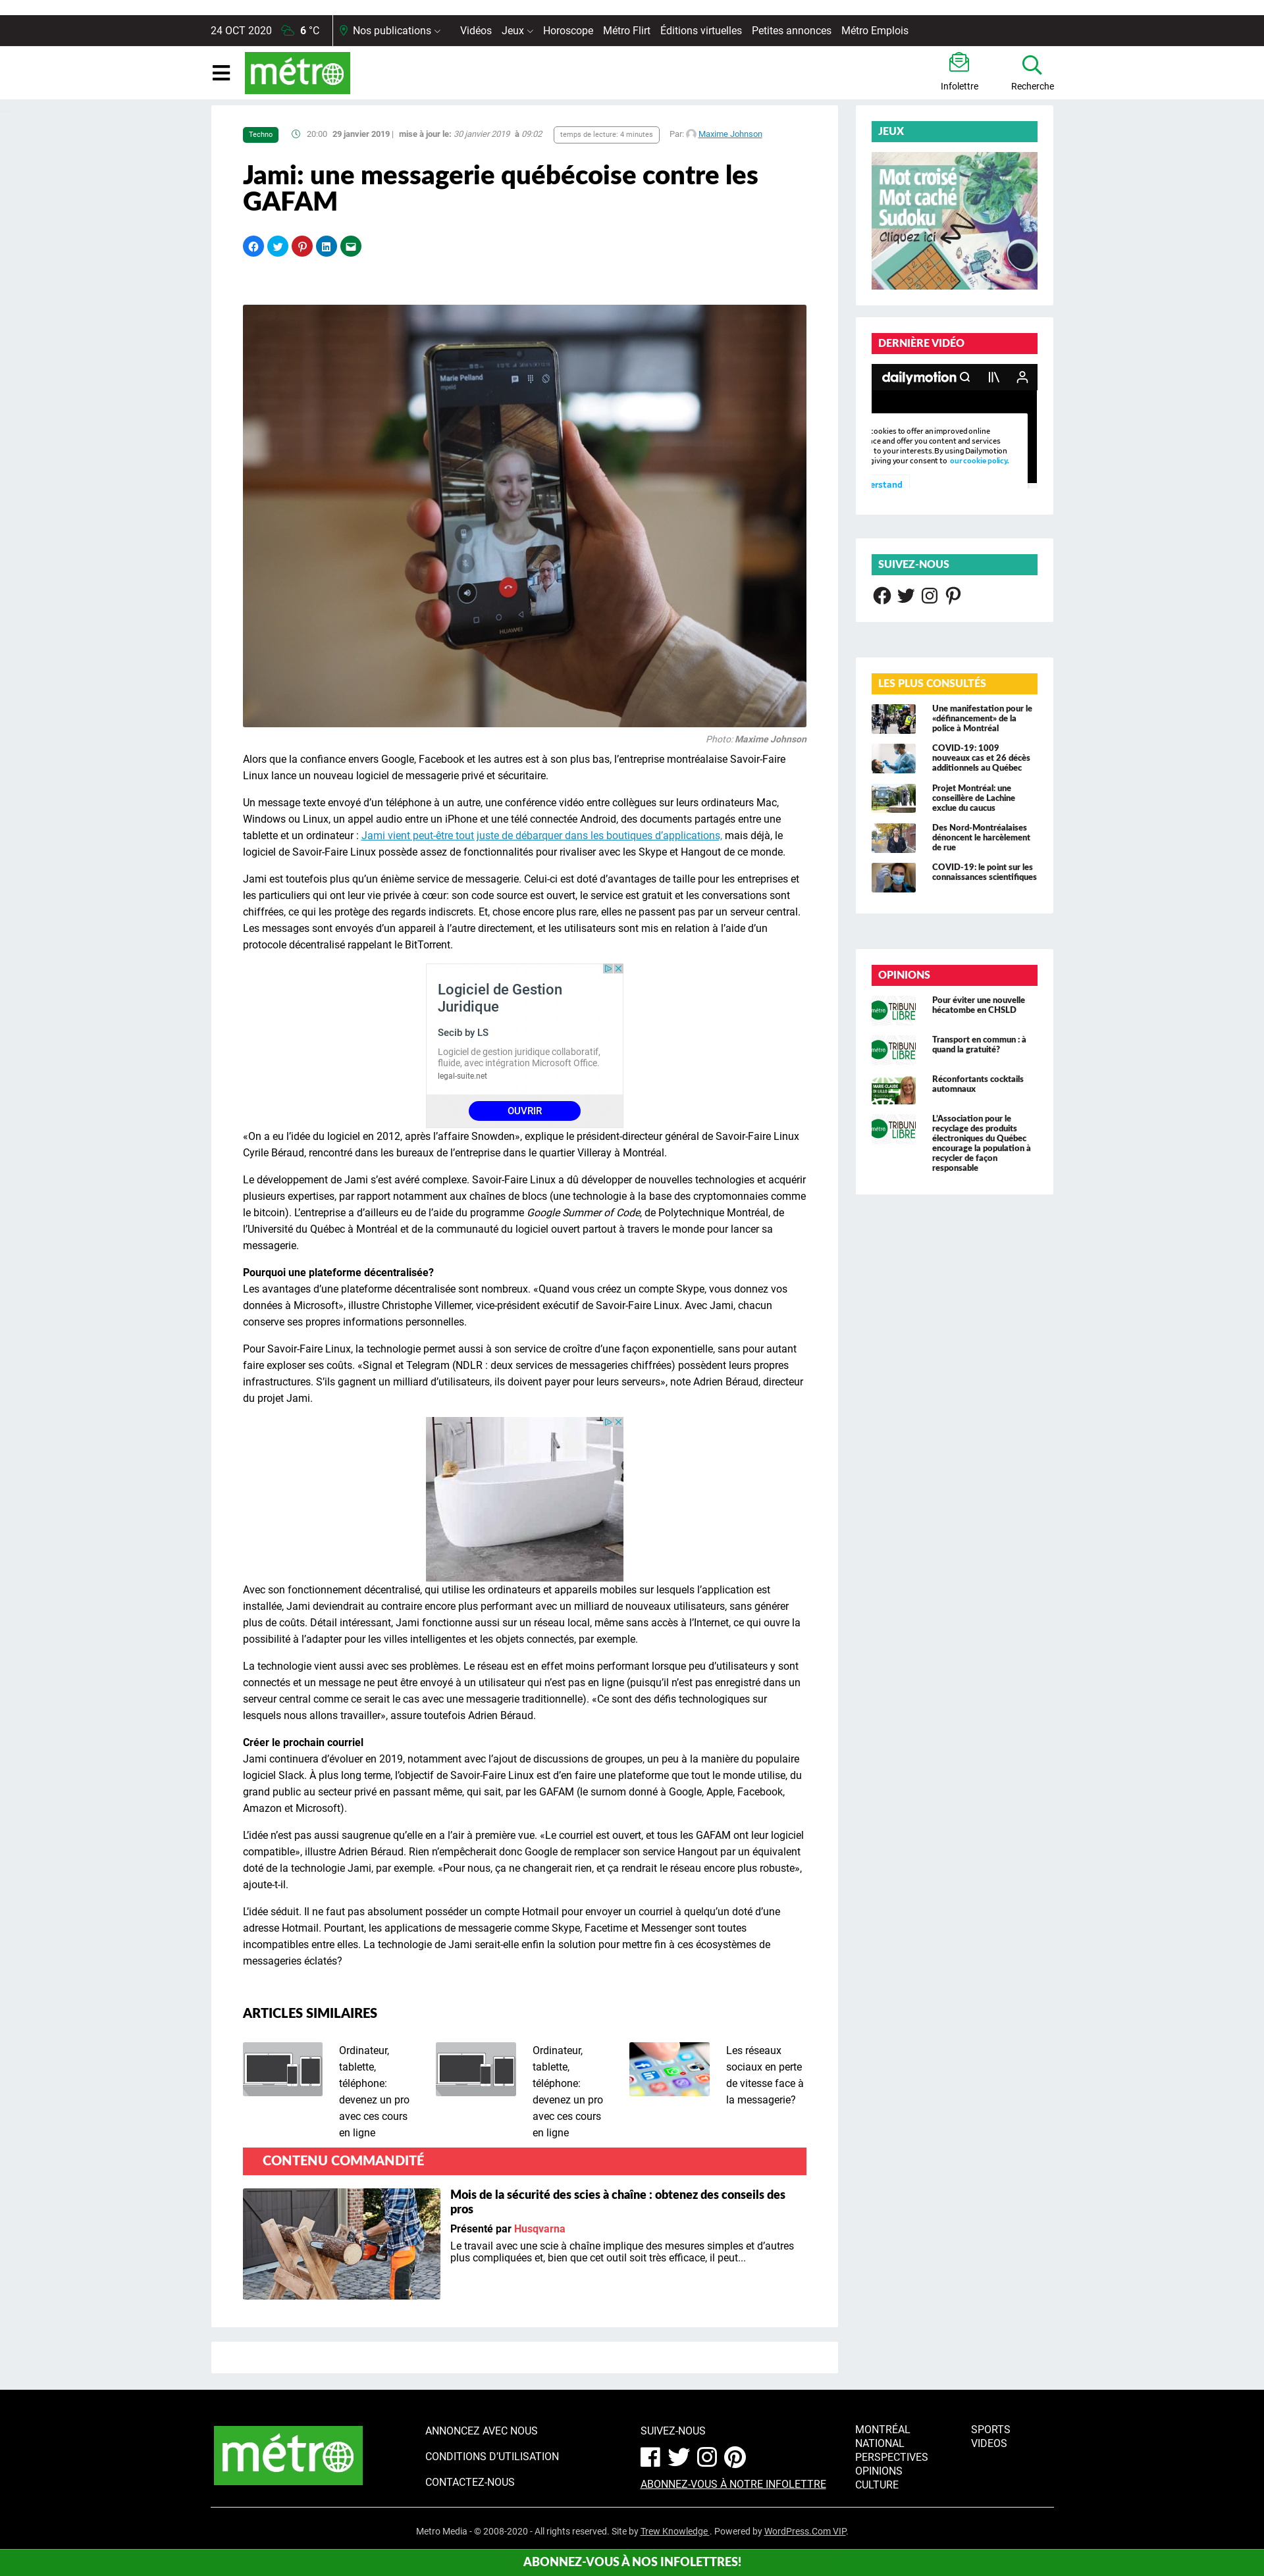 24 OCT 2020 6 °C Nos publications Vidéos Jeux Horoscope Métro Flirt Éditions virtuelles Petites annonces Métro Emplois
métro
Infolettre
Recherche
Techno 20:00 29 janvier 2019 | mise à jour le: 30 janvier 2019 à 09:02 temps de lecture: 4 minutes Par: Maxime Johnson
Jami: une messagerie québécoise contre les
GAFAM
Marie Pelland
HUAWEI
Photo: Maxime Johnson
Alors que la confiance envers Google, Facebook et les autres est à son plus bas, l’entreprise montréalaise Savoir-Faire
Linux lance un nouveau logiciel de messagerie privé et sécuritaire.
Un message texte envoyé d’un téléphone à un autre, une conférence vidéo entre collègues sur leurs ordinateurs Mac,
Windows ou Linux, un appel audio entre un iPhone et une télé connectée Android, des documents partagés entre une
tablette et un ordinateur : Jami vient peut-être tout juste de débarquer dans les boutiques d’applications, mais déjà, le
logiciel de Savoir-Faire Linux possède assez de fonctionnalités pour rivaliser avec les Skype et Hangout de ce monde.
Jami est toutefois plus qu’un énième service de messagerie. Celui-ci est doté d’avantages de taille pour les entreprises et
les particuliers qui ont leur vie privée à cœur: son code source est ouvert, le service est gratuit et les conversations sont
chiffrées, ce qui les protège des regards indiscrets. Et, chose encore plus rare, elles ne passent pas par un serveur central.
Les messages sont envoyés d’un appareil à l’autre directement, et les utilisateurs sont mis en relation à l’aide d’un
protocole décentralisé rappelant le BitTorrent.
Logiciel de Gestion
Juridique
Secib by LS
Logiciel de gestion juridique collaboratif,
fluide, avec intégration Microsoft Office.
legal-suite.net
OUVRIR
«On a eu l’idée du logiciel en 2012, après l’affaire Snowden», explique le président-directeur général de Savoir-Faire Linux
Cyrile Béraud, rencontré dans les bureaux de l’entreprise dans le quartier Villeray à Montréal.
Le développement de Jami s’est avéré complexe. Savoir-Faire Linux a dû développer de nouvelles technologies et acquérir
plusieurs expertises, par rapport notamment aux chaînes de blocs (une technologie à la base des cryptomonnaies comme
le bitcoin). L’entreprise a d’ailleurs eu de l’aide du programme Google Summer of Code, de Polytechnique Montréal, de
l’Université du Québec à Montréal et de la communauté du logiciel ouvert partout à travers le monde pour lancer sa
messagerie.
Pourquoi une plateforme décentralisée?
Les avantages d’une plateforme décentralisée sont nombreux. «Quand vous créez un compte Skype, vous donnez vos
données à Microsoft», illustre Christophe Villemer, vice-président exécutif de Savoir-Faire Linux. Avec Jami, chacun
conserve ses propres informations personnelles.
Pour Savoir-Faire Linux, la technologie permet aussi à son service de croître d’une façon exponentielle, sans pour autant
faire exploser ses coûts. «Signal et Telegram (NDLR : deux services de messageries chiffrées) possèdent leurs propres
infrastructures. S’ils gagnent un milliard d’utilisateurs, ils doivent payer pour leurs serveurs», note Adrien Béraud, directeur
du projet Jami.
Avec son fonctionnement décentralisé, qui utilise les ordinateurs et appareils mobiles sur lesquels l’application est
installée, Jami deviendrait au contraire encore plus performant avec un milliard de nouveaux utilisateurs, sans générer
plus de coûts. Détail intéressant, Jami fonctionne aussi sur un réseau local, même sans accès à l’Internet, ce qui ouvre la
possibilité à l’adapter pour les villes intelligentes et les objets connectés, par exemple.
La technologie vient aussi avec ses problèmes. Le réseau est en effet moins performant lorsque peu d’utilisateurs y sont
connectés et un message ne peut être envoyé à un utilisateur qui n’est pas en ligne (puisqu’il n’est pas enregistré dans un
serveur central comme ce serait le cas avec une messagerie traditionnelle). «Ce sont des défis technologiques sur
lesquels nous allons travailler», assure toutefois Adrien Béraud.
Créer le prochain courriel
Jami continuera d’évoluer en 2019, notamment avec l’ajout de discussions de groupes, un peu à la manière du populaire
logiciel Slack. À plus long terme, l’objectif de Savoir-Faire Linux est d’en faire une plateforme que tout le monde utilise, du
grand public au secteur privé en passant même, qui sait, par les GAFAM (le surnom donné à Google, Apple, Facebook,
Amazon et Microsoft).
L’idée n’est pas aussi saugrenue qu’elle en a l’air à première vue. «Le courriel est ouvert, et tous les GAFAM ont leur logiciel
compatible», illustre Adrien Béraud. Rien n’empêcherait donc Google de remplacer son service Hangout par un équivalent
doté de la technologie Jami, par exemple. «Pour nous, ça ne changerait rien, et ça rendrait le réseau encore plus robuste»,
ajoute-t-il.
L’idée séduit. Il ne faut pas absolument posséder un compte Hotmail pour envoyer un courriel à quelqu’un doté d’une
adresse Hotmail. Pourtant, les applications de messagerie comme Skype, Facetime et Messenger sont toutes
incompatibles entre elles. La technologie de Jami serait-elle enfin la solution pour mettre fin à ces écosystèmes de
messageries éclatés?
ARTICLES SIMILAIRES
Ordinateur,
tablette,
téléphone:
devenez un pro
avec ces cours
en ligne
Ordinateur,
tablette,
téléphone:
devenez un pro
avec ces cours
en ligne
Les réseaux
sociaux en perte
de vitesse face à
la messagerie?
CONTENU COMMANDITÉ
Mois de la sécurité des scies à chaîne : obtenez des conseils des
pros
Présenté par Husqvarna
Le travail avec une scie à chaîne implique des mesures simples et d’autres
plus compliquées et, bien que cet outil soit très efficace, il peut...
JEUX
Mot croisé
Mot caché
Sudoku
Cliquez ici
DERNIÈRE VIDÉO
dailymotion
cookies to offer an improved online
ce and offer you content and services
to your interests. By using Dailymotion
giving your consent to our cookie policy.
erstand
SUIVEZ-NOUS
LES PLUS CONSULTÉS
Une manifestation pour le
«définancement» de la
police à Montréal
COVID-19: 1009
nouveaux cas et 26 décès
additionnels au Québec
Projet Montréal: une
conseillère de Lachine
exclue du caucus
Des Nord-Montréalaises
dénoncent le harcèlement
de rue
COVID-19: le point sur les
connaissances scientifiques
OPINIONS
métro TRIBUNE LIBRE
Pour éviter une nouvelle
hécatombe en CHSLD
métro TRIBUNE LIBRE
Transport en commun : à
quand la gratuité?
MARIE CLAUDE
DI LILLO
Réconfortants cocktails
automnaux
métro TRIBUNE LIBRE
L’Association pour le
recyclage des produits
électroniques du Québec
encourage la population à
recycler de façon
responsable
métro
ANNONCEZ AVEC NOUS
CONDITIONS D’UTILISATION
CONTACTEZ-NOUS
SUIVEZ-NOUS
ABONNEZ-VOUS À NOTRE INFOLETTRE
MONTRÉAL
NATIONAL
PERSPECTIVES
OPINIONS
CULTURE
SPORTS
VIDEOS
Metro Media - © 2008-2020 - All rights reserved. Site by Trew Knowledge . Powered by WordPress.Com VIP.
ABONNEZ-VOUS À NOS INFOLETTRES!